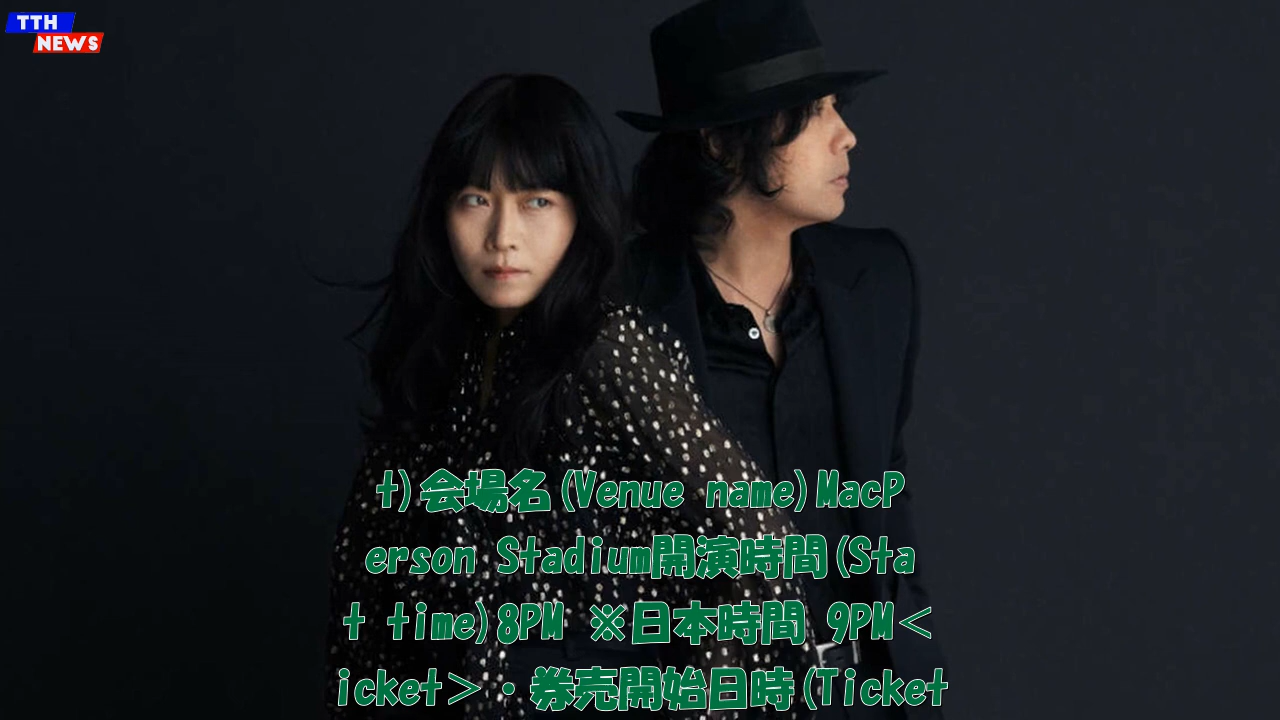 TTH
NEWS
t)会場名(Venue name)MacP
erson Stadium開演時間(Sta
t time)8PM ※日本時間 9PM<
icket>・券売開始日時(Ticket